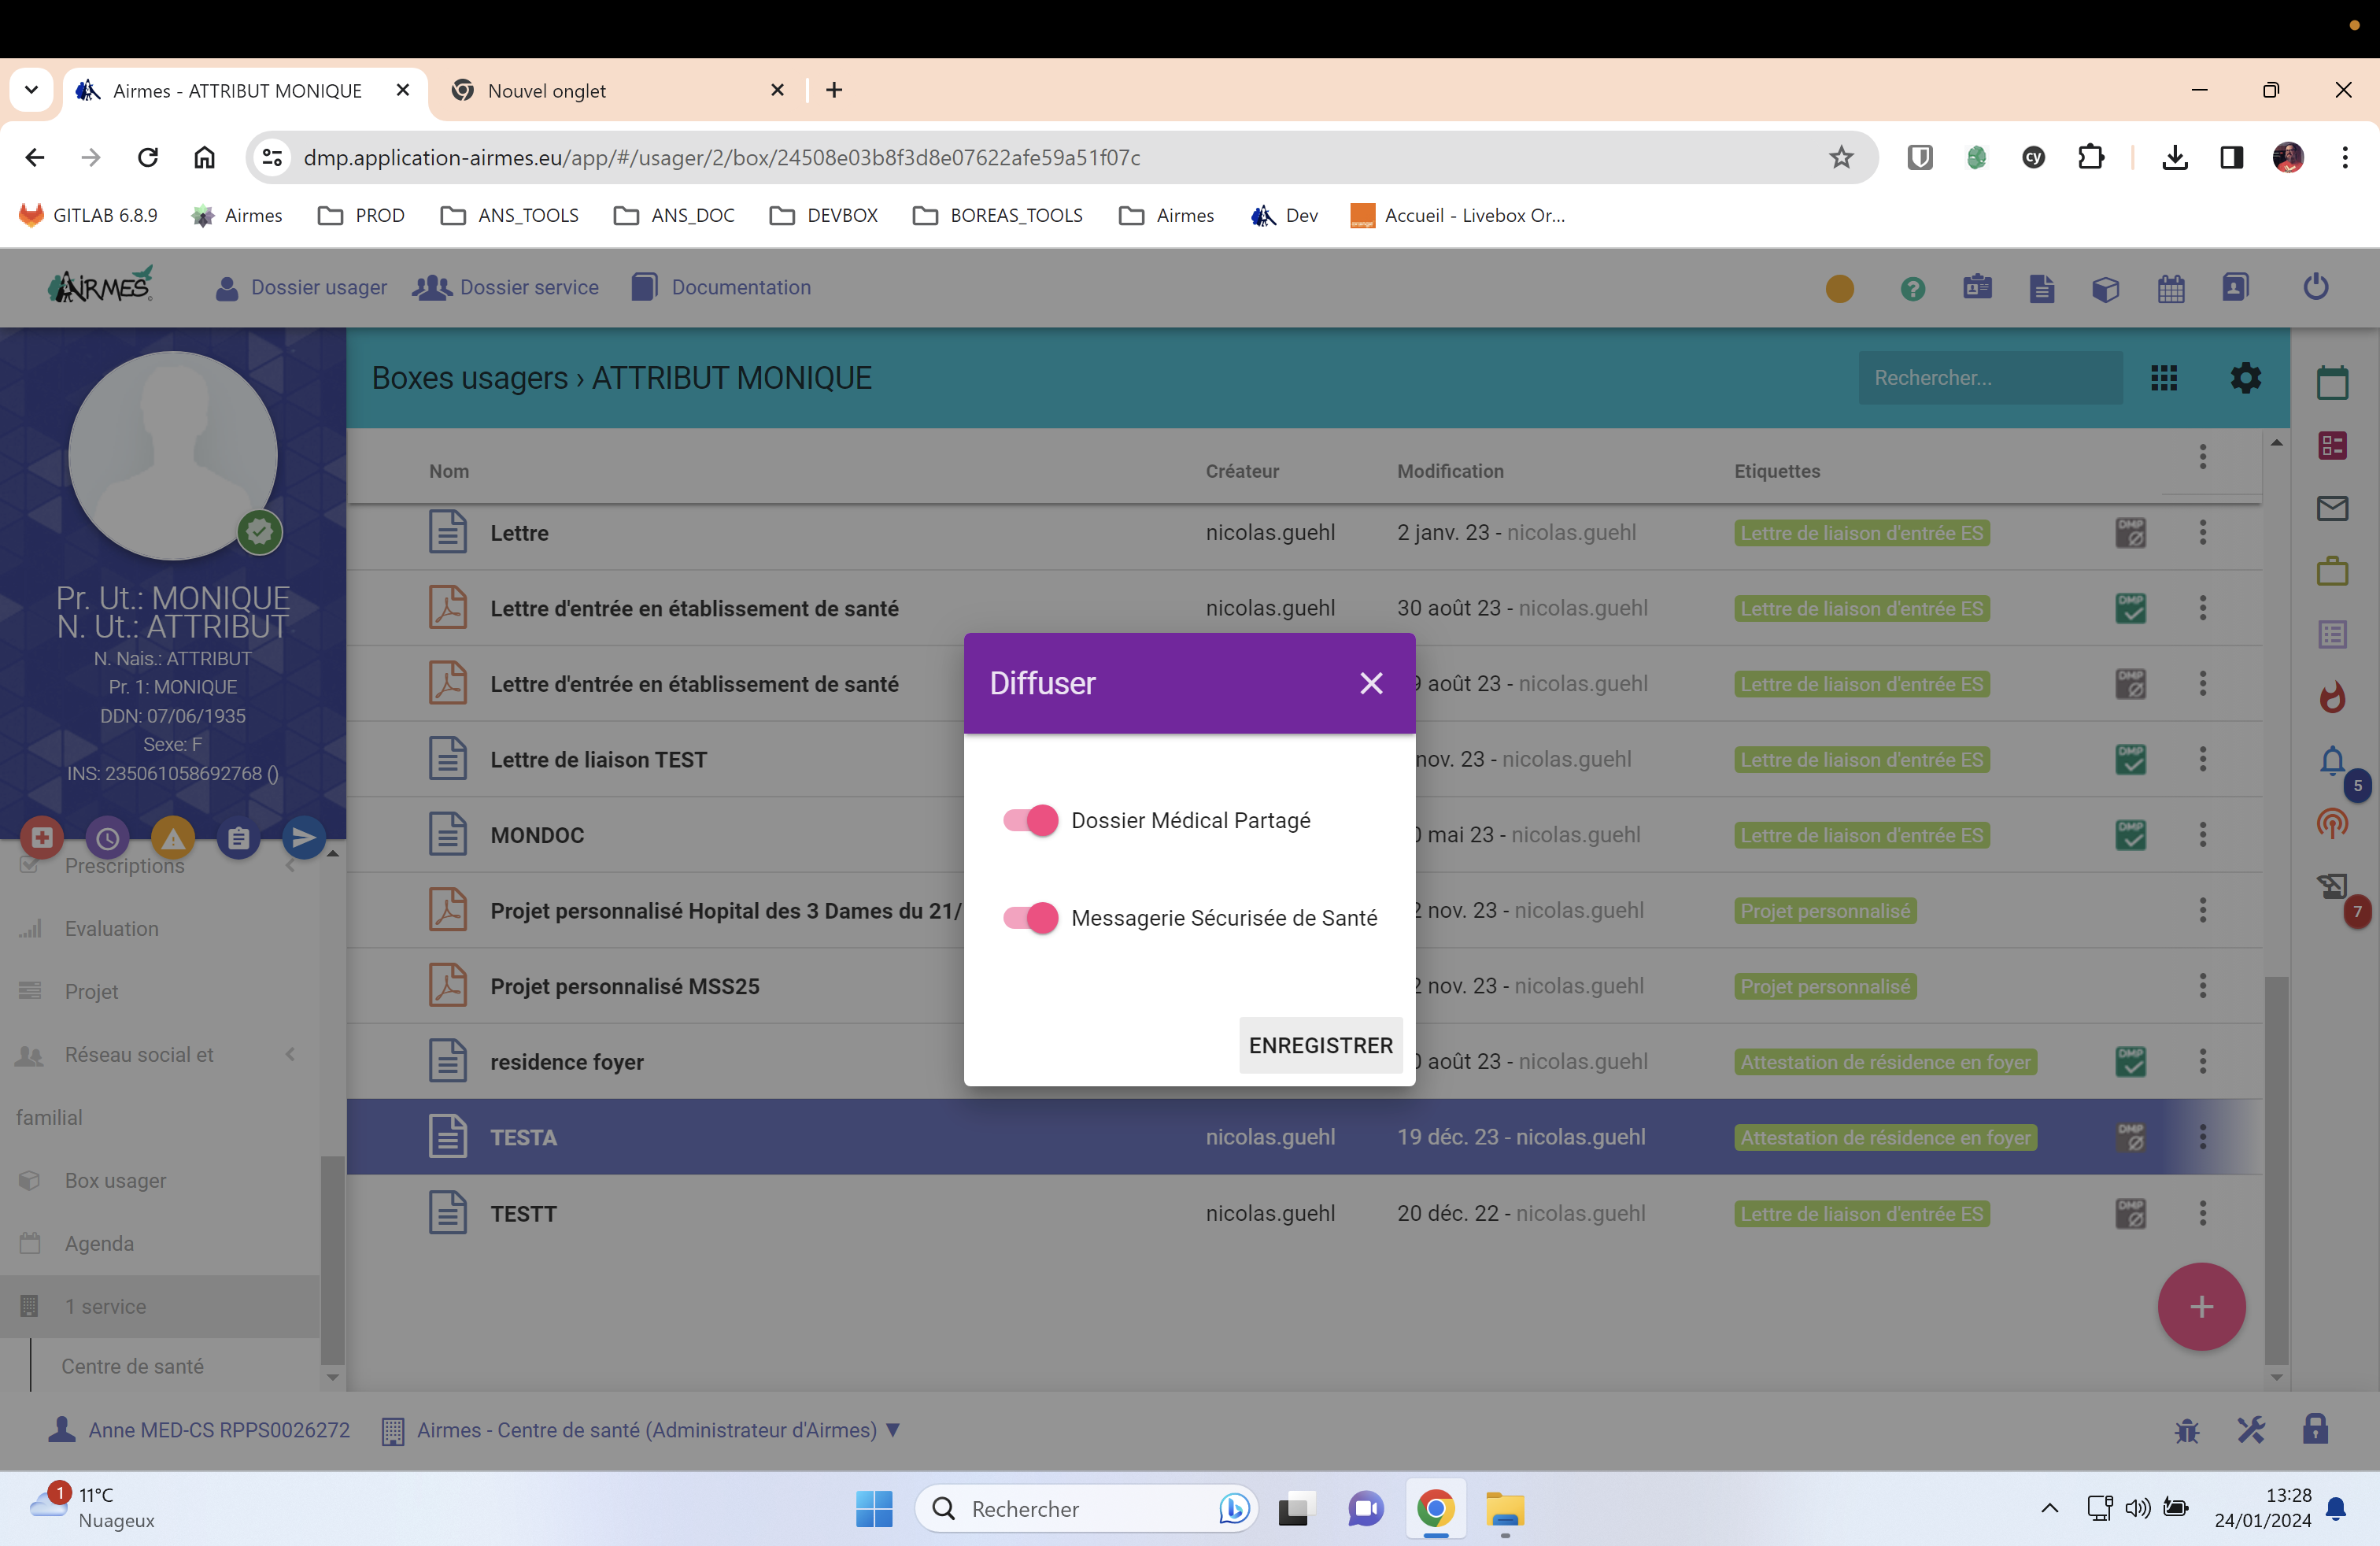 Airmes - ATTRIBUT MONIQUE
Nouvel onglet
dmp.application-airmes.eu/app/#/usager/2/box/24508e03b8f3d8e07622afe59a51f07c
cy
GITLAB 6.8.9
Airmes
PROD
ANS_TOOLS
ANS_DOC
DEVBOX
BOREAS_TOOLS
Airmes
Dev
Accueil - Livebox Or...
AiRMES
Dossier usager
Dossier service
Documentation
Boxes usagers › ATTRIBUT MONIQUE
Rechercher...
Pr. Ut.: MONIQUE
N. Ut.: ATTRIBUT
N. Nais.: ATTRIBUT
Pr. 1: MONIQUE
DDN: 07/06/1935
Sexe: F
INS: 235061058692768 ()
Prescriptions
Evaluation
Projet
Réseau social et
familial
Box usager
Agenda
1 service
Centre de santé
Nom Créateur Modification Etiquettes
Lettre nicolas.guehl 2 janv. 23 - nicolas.guehl Lettre de liaison d'entrée ES DMP
Lettre d'entrée en établissement de santé nicolas.guehl 30 août 23 - nicolas.guehl Lettre de liaison d'entrée ES DMP
Lettre d'entrée en établissement de santé août 23 - nicolas.guehl Lettre de liaison d'entrée ES DMP
Lettre de liaison TEST nov. 23 - nicolas.guehl Lettre de liaison d'entrée ES DMP
MONDOC mai 23 - nicolas.guehl Lettre de liaison d'entrée ES DMP
Projet personnalisé Hopital des 3 Dames du 21/ nov. 23 - nicolas.guehl Projet personnalisé
Projet personnalisé MSS25 nov. 23 - nicolas.guehl Projet personnalisé
residence foyer août 23 - nicolas.guehl Attestation de résidence en foyer DMP
TESTA nicolas.guehl 19 déc. 23 - nicolas.guehl Attestation de résidence en foyer DMP
TESTT nicolas.guehl 20 déc. 22 - nicolas.guehl Lettre de liaison d'entrée ES DMP
Diffuser
Dossier Médical Partagé
Messagerie Sécurisée de Santé
ENREGISTRER
5
7
Anne MED-CS RPPS0026272
Airmes - Centre de santé (Administrateur d'Airmes) ▼
1
11°C
Nuageux
Rechercher
13:28
24/01/2024